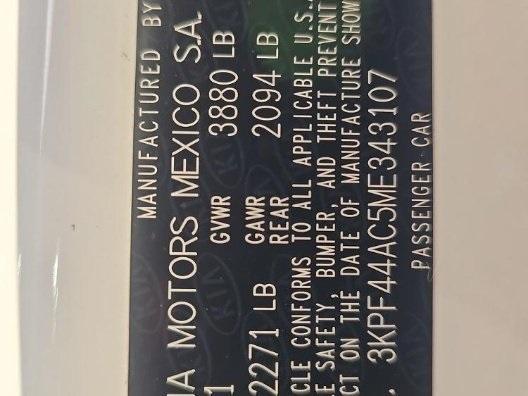 MANUFACTURED BY
IA MOTORS MEXICO S.A.
1 GVWR 3880 LB
2271 LB GAWR REAR 2094 LB
CLE CONFORMS TO ALL APPLICABLE U.S.
E SAFETY, BUMPER, AND THEFT PREVENT
CT ON THE DATE OF MANUFACTURE SHOW
3KPF44AC5ME343107
PASSENGER CAR